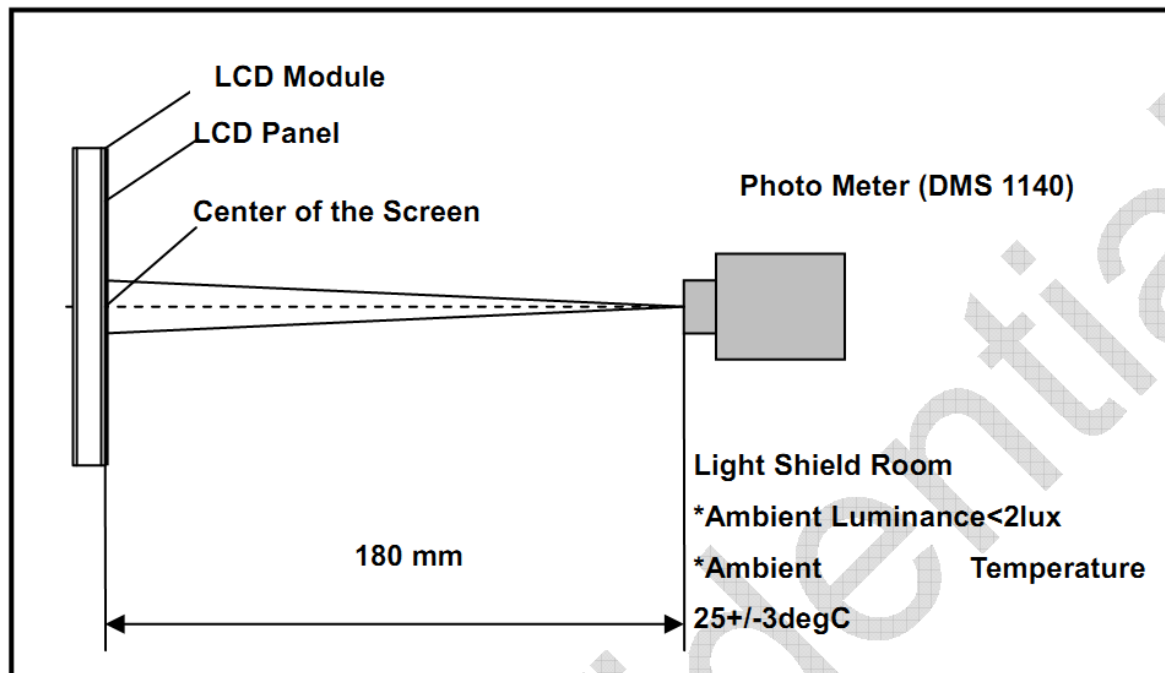 LCD Module
LCD Panel
Center of the Screen
Photo Meter (DMS 1140)
Light Shield Room
*Ambient Luminance<2lux
*Ambient Temperature
25+/-3degC
180 mm
dentia